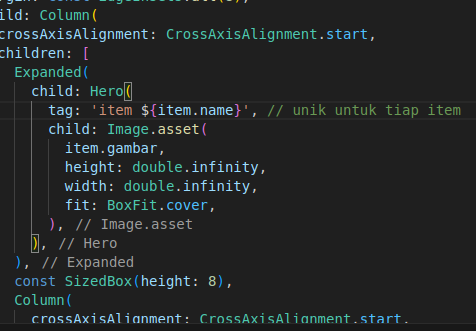 ild: Column(
crossAxisAlignment: CrossAxisAlignment.start,
children: [
Expanded(
child: Hero(
tag: 'item ${item.name}', // unik untuk tiap item
child: Image.asset(
item.gambar,
height: double.infinity,
width: double.infinity,
fit: BoxFit.cover,
), // Image.asset
), // Hero
), // Expanded
const SizedBox(height: 8),
Column(
crossAxisAlignment: CrossAxisAlignment.start,